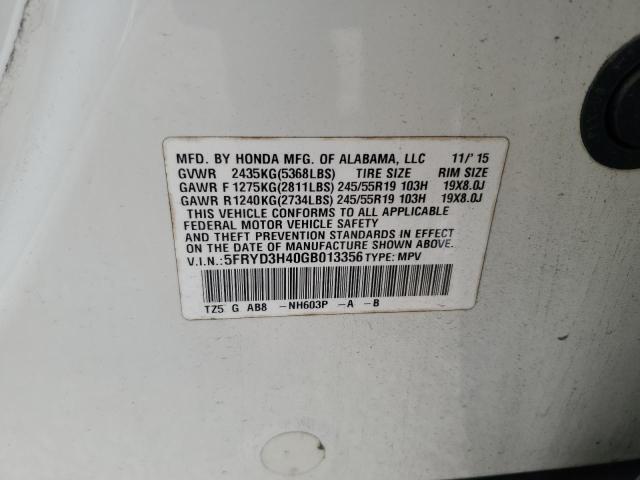 MFD. BY HONDA MFG. OF ALABAMA, LLC 11/'15
GVWR 2435KG(5368LBS) TIRE SIZE RIM SIZE
GAWR F 1275KG(2811LBS) 245/55R19 103H 19X8.0J
GAWR R 1240KG(2734LBS) 245/55R19 103H 19X8.0J
THIS VEHICLE CONFORMS TO ALL APPLICABLE
FEDERAL MOTOR VEHICLE SAFETY BUMPER,
AND THEFT PREVENTION STANDARDS IN EFFECT
ON THE DATE OF MANUFACTURE SHOWN ABOVE.
V.I.N.: 5FRYD3H40GB013356 TYPE: MPV
TZ5 G AB8 -NH603P -A -B